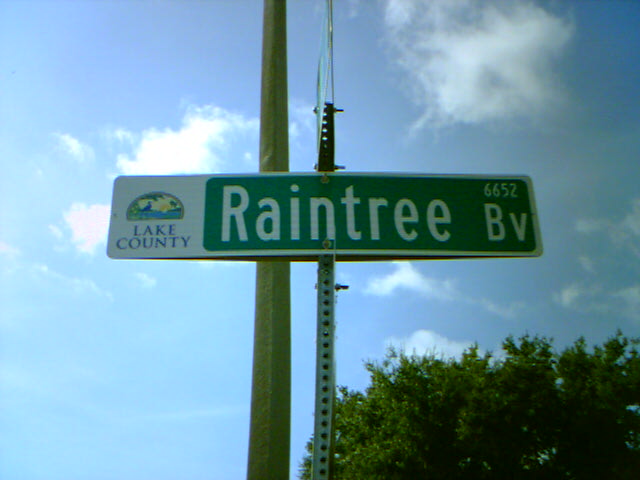 LAKE
COUNTY
Raintree
6652
Bv